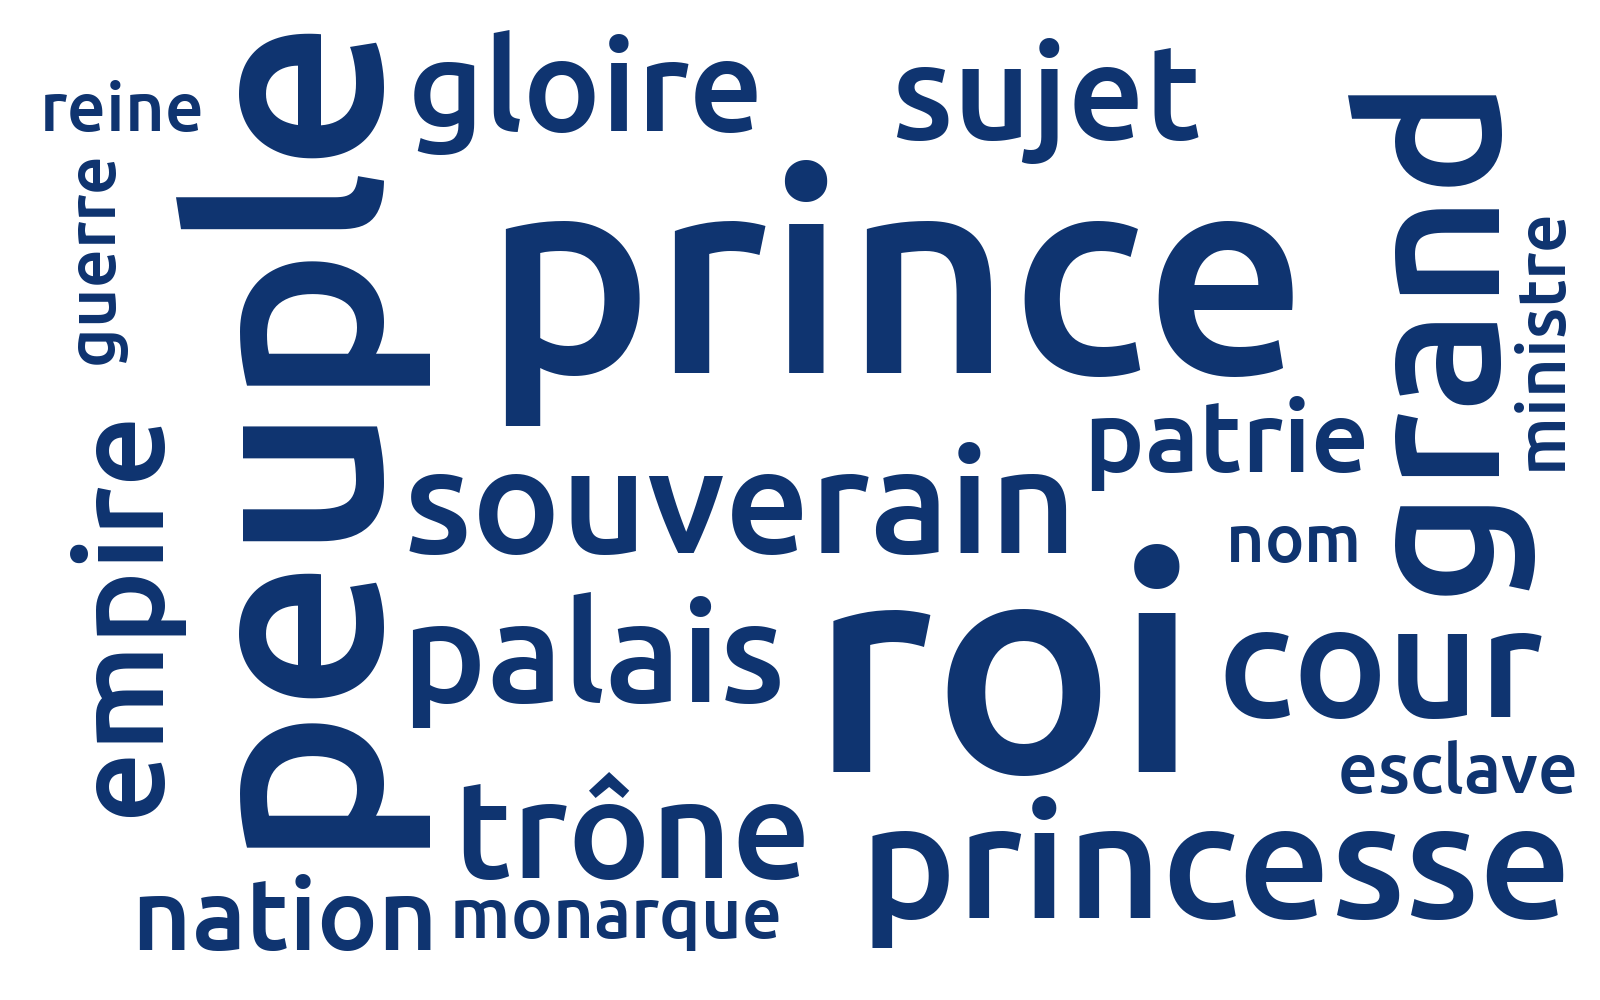 reine
gloire
sujet
guerre
peuple
prince
grand
ministre
patrie
empire
souverain
nom
palais
roi
cour
esclave
trône
princesse
nation
monarque